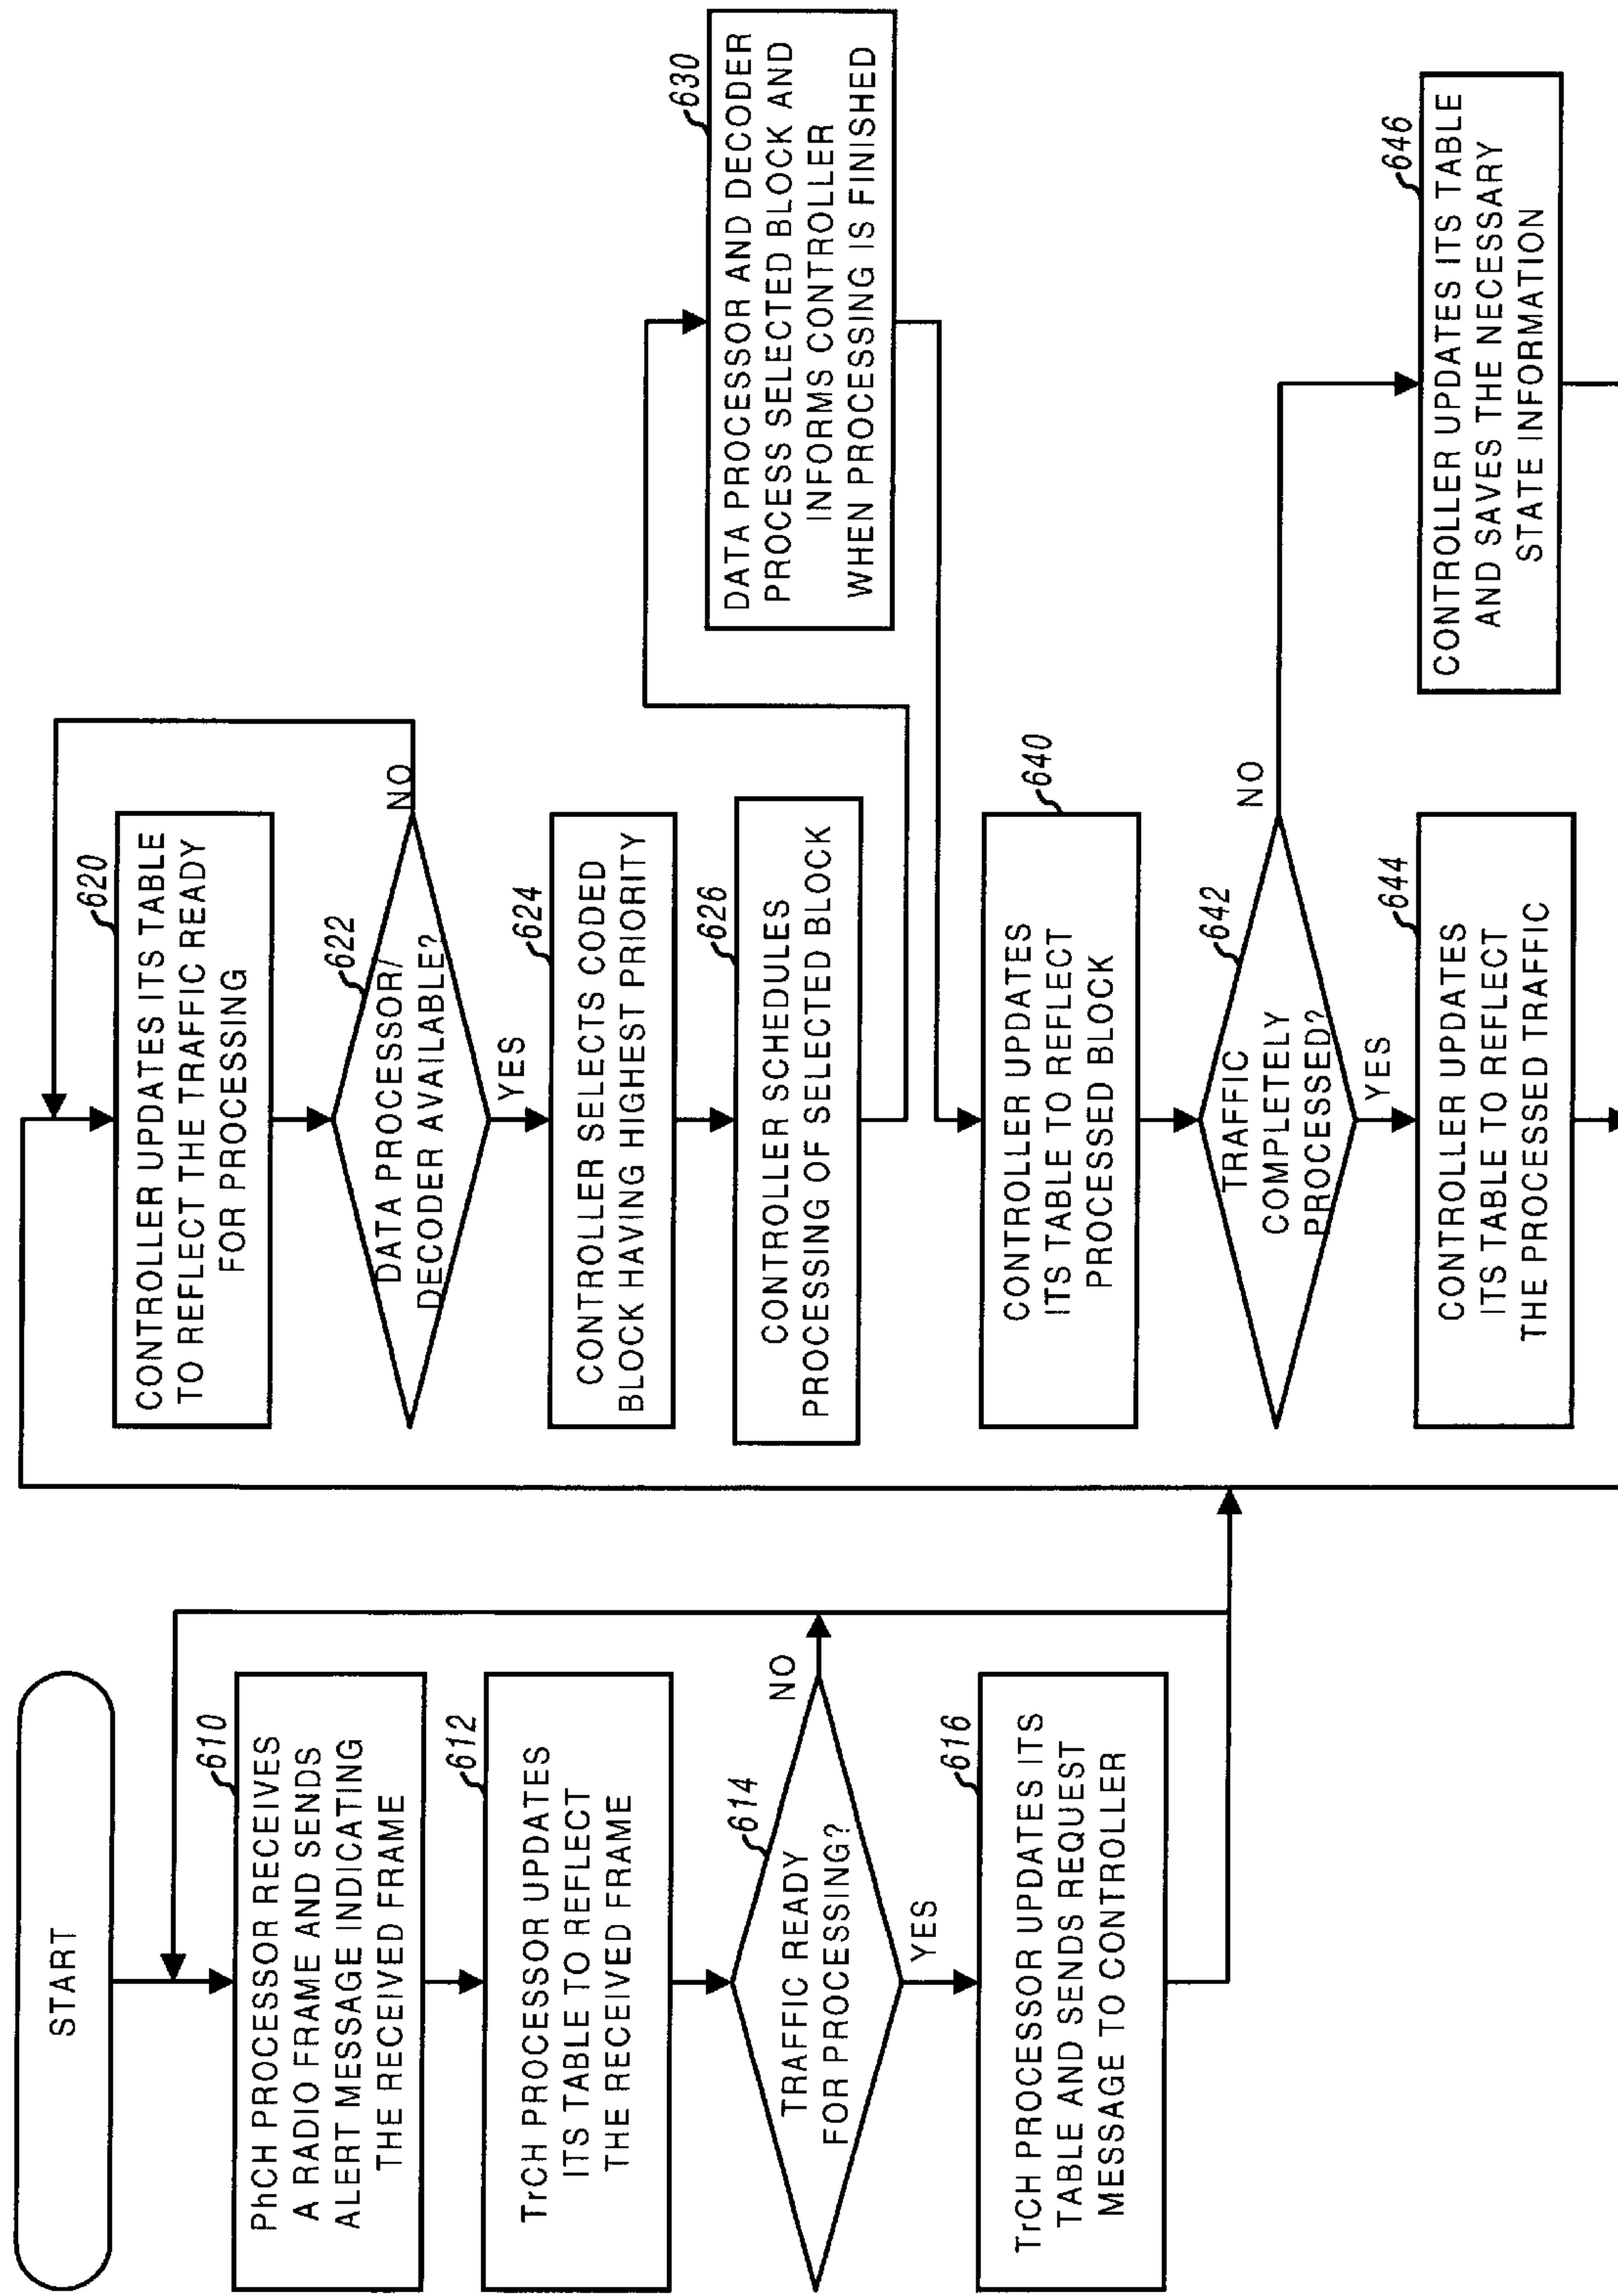 START
610
PhCH PROCESSOR RECEIVES
A RADIO FRAME AND SENDS
ALERT MESSAGE INDICATING
THE RECEIVED FRAME
612
TrCH PROCESSOR UPDATES
ITS TABLE TO REFLECT
THE RECEIVED FRAME
614
TRAFFIC READY
FOR PROCESSING?
NO
YES
616
TrCH PROCESSOR UPDATES ITS
TABLE AND SENDS REQUEST
MESSAGE TO CONTROLLER
620
CONTROLLER UPDATES ITS TABLE
TO REFLECT THE TRAFFIC READY
FOR PROCESSING
622
DATA PROCESSOR/
DECODER AVAILABLE?
NO
YES
624
CONTROLLER SELECTS CODED
BLOCK HAVING HIGHEST PRIORITY
626
CONTROLLER SCHEDULES
PROCESSING OF SELECTED BLOCK
630
DATA PROCESSOR AND DECODER
PROCESS SELECTED BLOCK AND
INFORMS CONTROLLER
WHEN PROCESSING IS FINISHED
640
CONTROLLER UPDATES
ITS TABLE TO REFLECT
PROCESSED BLOCK
642
TRAFFIC
COMPLETELY
PROCESSED?
NO
YES
644
CONTROLLER UPDATES
ITS TABLE TO REFLECT
THE PROCESSED TRAFFIC
646
CONTROLLER UPDATES ITS TABLE
AND SAVES THE NECESSARY
STATE INFORMATION